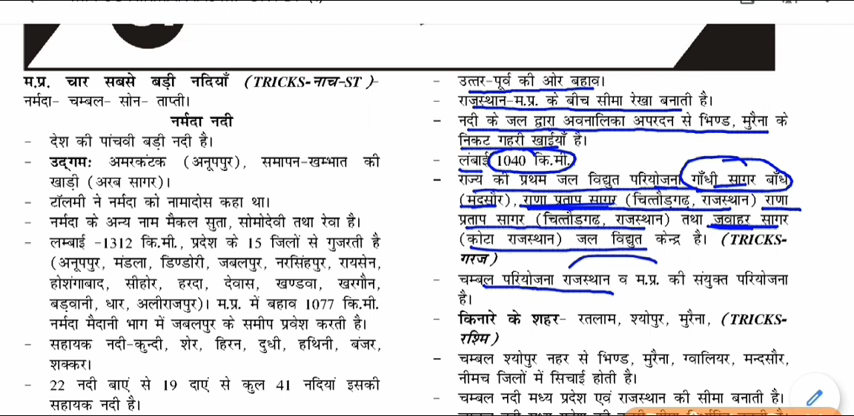 म.प्र. चार सबसे बड़ी नदियाँ (TRICKS-नाच-ST )-
नर्मदा- चम्बल- सोन- ताप्ती।
नर्मदा नदी
- देश की पांचवी बड़ी नदी है।
- उद्गमः अमरकंटक (अनूपपुर), समापन-खम्भात की
खाड़ी (अरब सागर)।
- टॉलमी ने नर्मदा को नामादोस कहा था।
- नर्मदा के अन्य नाम मैकल सुता, सोमोदेवी तथा रेवा है।
- लम्बाई -1312 कि.मी., प्रदेश के 15 जिलों से गुजरती है
(अनूपपुर, मंडला, डिण्डोरी, जबलपुर, नरसिंहपुर, रायसेन,
होशंगाबाद, सीहोर, हरदा, देवास, खण्डवा, खरगौन,
बड़वानी, धार, अलीराजपुर)। म.प्र. में बहाव 1077 कि.मी.
नर्मदा मैदानी भाग में जबलपुर के समीप प्रवेश करती है।
- सहायक नदी-कुन्दी, शेर, हिरन, दुधी, हथिनी, बंजर,
शक्कर।
- 22 नदी बाएं से 19 दाएं से कुल 41 नदियां इसकी
सहायक नदी है।
- उत्तर-पूर्व की ओर बहाव।
- राजस्थान-म.प्र. के बीच सीमा रेखा बनाती है।
- नदी के जल द्वारा अवनालिका अपरदन से भिण्ड, मुरैना के
निकट गहरी खाईयाँ है।
- लंबाई 1040 कि.मी.
- राज्य की प्रथम जल विद्युत परियोजना गाँधी सागर बाँध
(मंदसौर), राणा प्रताप सागर (चित्तौडगढ, राजस्थान) राणा
प्रताप सागर (चित्तौडगढ, राजस्थान) तथा जवाहर सागर
(कोटा राजस्थान) जल विद्युत केन्द्र है। (TRICKS-
गरज)
- चम्बल परियोजना राजस्थान व म.प्र. की संयुक्त परियोजना
है।
- किनारे के शहर- रतलाम, श्योपुर, मुरैना, (TRICKS-
रश्मि)
- चम्बल श्योपुर नहर से भिण्ड, मुरैना, ग्वालियर, मन्दसौर,
नीमच जिलों में सिचाई होती है।
- चम्बल नदी मध्य प्रदेश एवं राजस्थान की सीमा बनाती है।